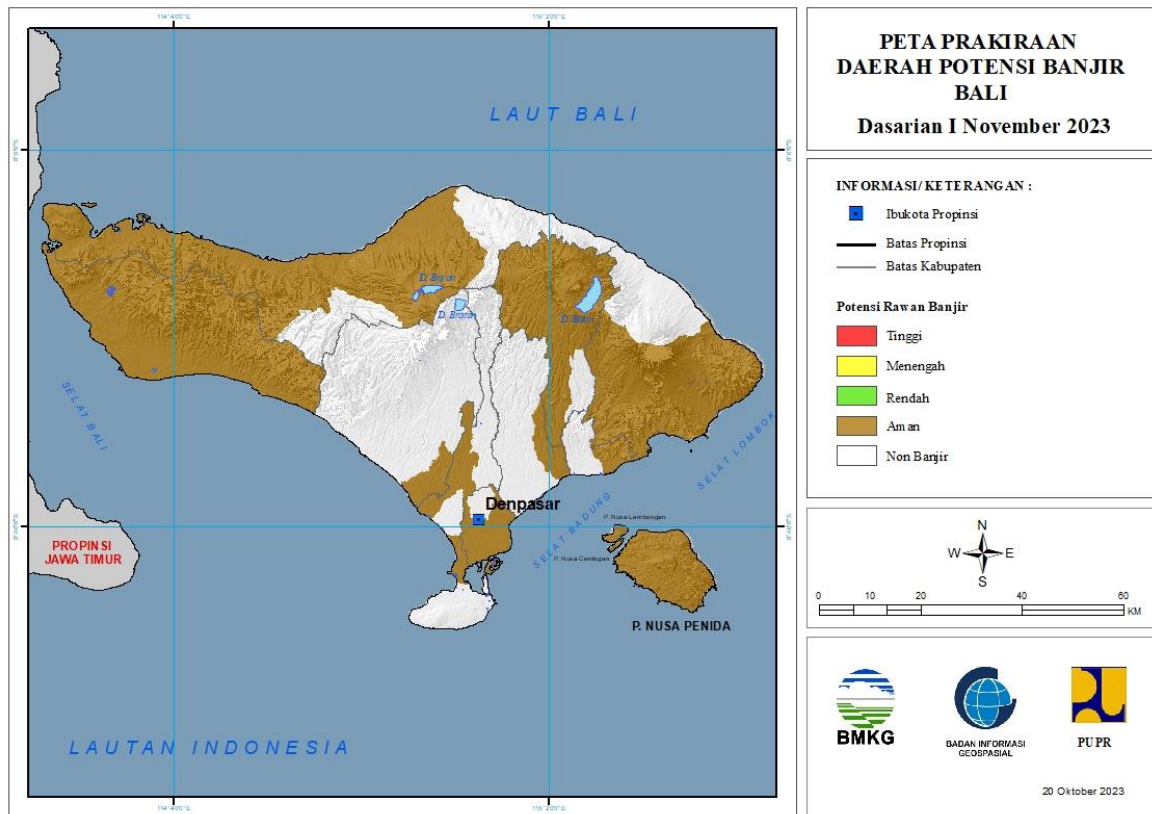 PETA PRAKIRAAN
DAERAH POTENSI BANJIR
BALI
Dasarian I November 2023
INFORMASI/ KETERANGAN :
Ibukota Propinsi
Batas Propinsi
Batas Kabupaten
Potensi Rawan Banjir
Tinggi
Menengah
Rendah
Aman
Non Banjir
N
W E
S
0 10 20 40 60
KM
BMKG
BADAN INFORMASI
GEOSPASIAL
PUPR
20 Oktober 2023
LAUT BALI
D. Buyan
D. Bratan
D. Batur
SELAT BALI
SELAT LOMBOK
Denpasar
SELAT BADUNG
P. Nusa Lembongan
P. Nusa Ceningan
PROPINSI
JAWA TIMUR
P. NUSA PENIDA
LAUTAN INDONESIA